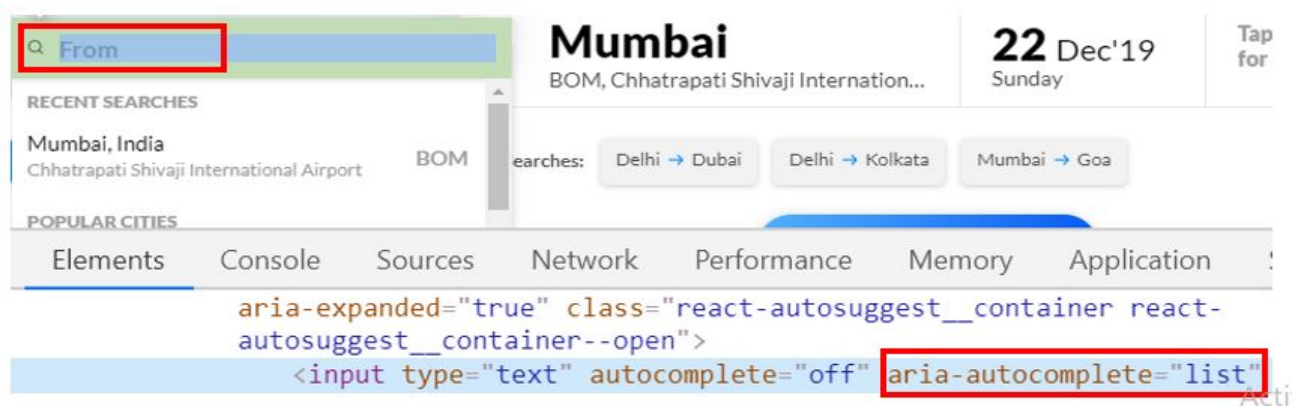 From
Mumbai
22 Dec'19
Tap
BOM, Chhatrapati Shivaji Internation...
Sunday
for
RECENT SEARCHES
Mumbai, India
Chhatrapati Shivaji International Airport
BOM
earches:
Delhi → Dubai
Delhi → Kolkata
Mumbai → Goa
POPULAR CITIES
Elements Console Sources Network Performance Memory Application
aria-expanded="true" class="react-autosuggest__container react-
autosuggest__container--open">
<input type="text" autocomplete="off" aria-autocomplete="list"